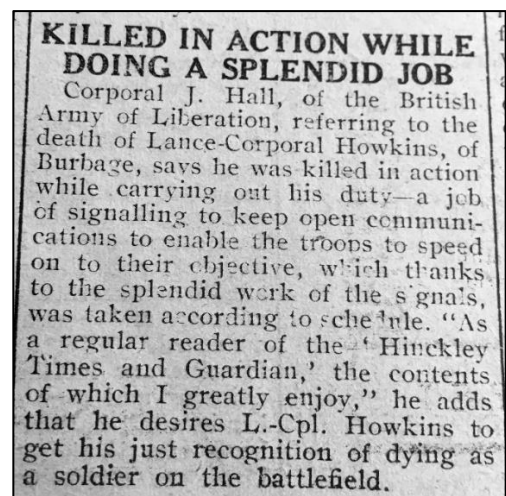 KILLED IN ACTION WHILE
DOING A SPLENDID JOB
Corporal J. Hall, of the British
Army of Liberation, referring to the
death of Lance-Corporal Howkins, of
Burbage, says he was killed in action
while carrying out his duty—a job
of signalling to keep open communi-
cations to enable the troops to speed
on to their objective, which thanks
to the splendid work of the signals,
was taken according to schedule. "As
a regular reader of the 'Hinckley
Times and Guardian,' the contents
of which I greatly enjoy," he adds
that he desires L.-Cpl. Howkins to
get his just recognition of dying as
a soldier on the battlefield.